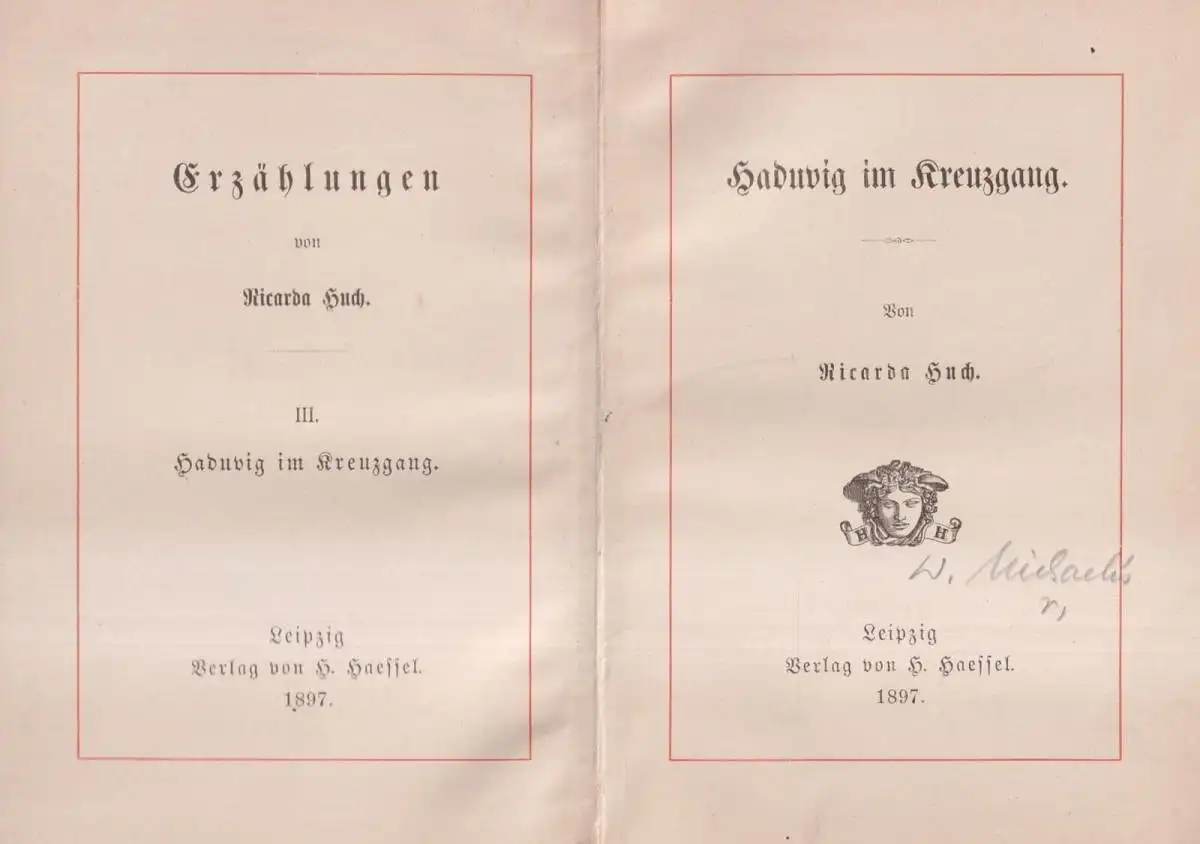 Erzählungen
von
Ricarda Huch.
III.
Haduvig im Kreuzgang.
Leipzig
Verlag von H. Haessel.
1897.
Haduvig im Kreuzgang.
Von
Ricarda Huch.
H H
W. Michaelis
Leipzig
Verlag von H. Haessel.
1897.